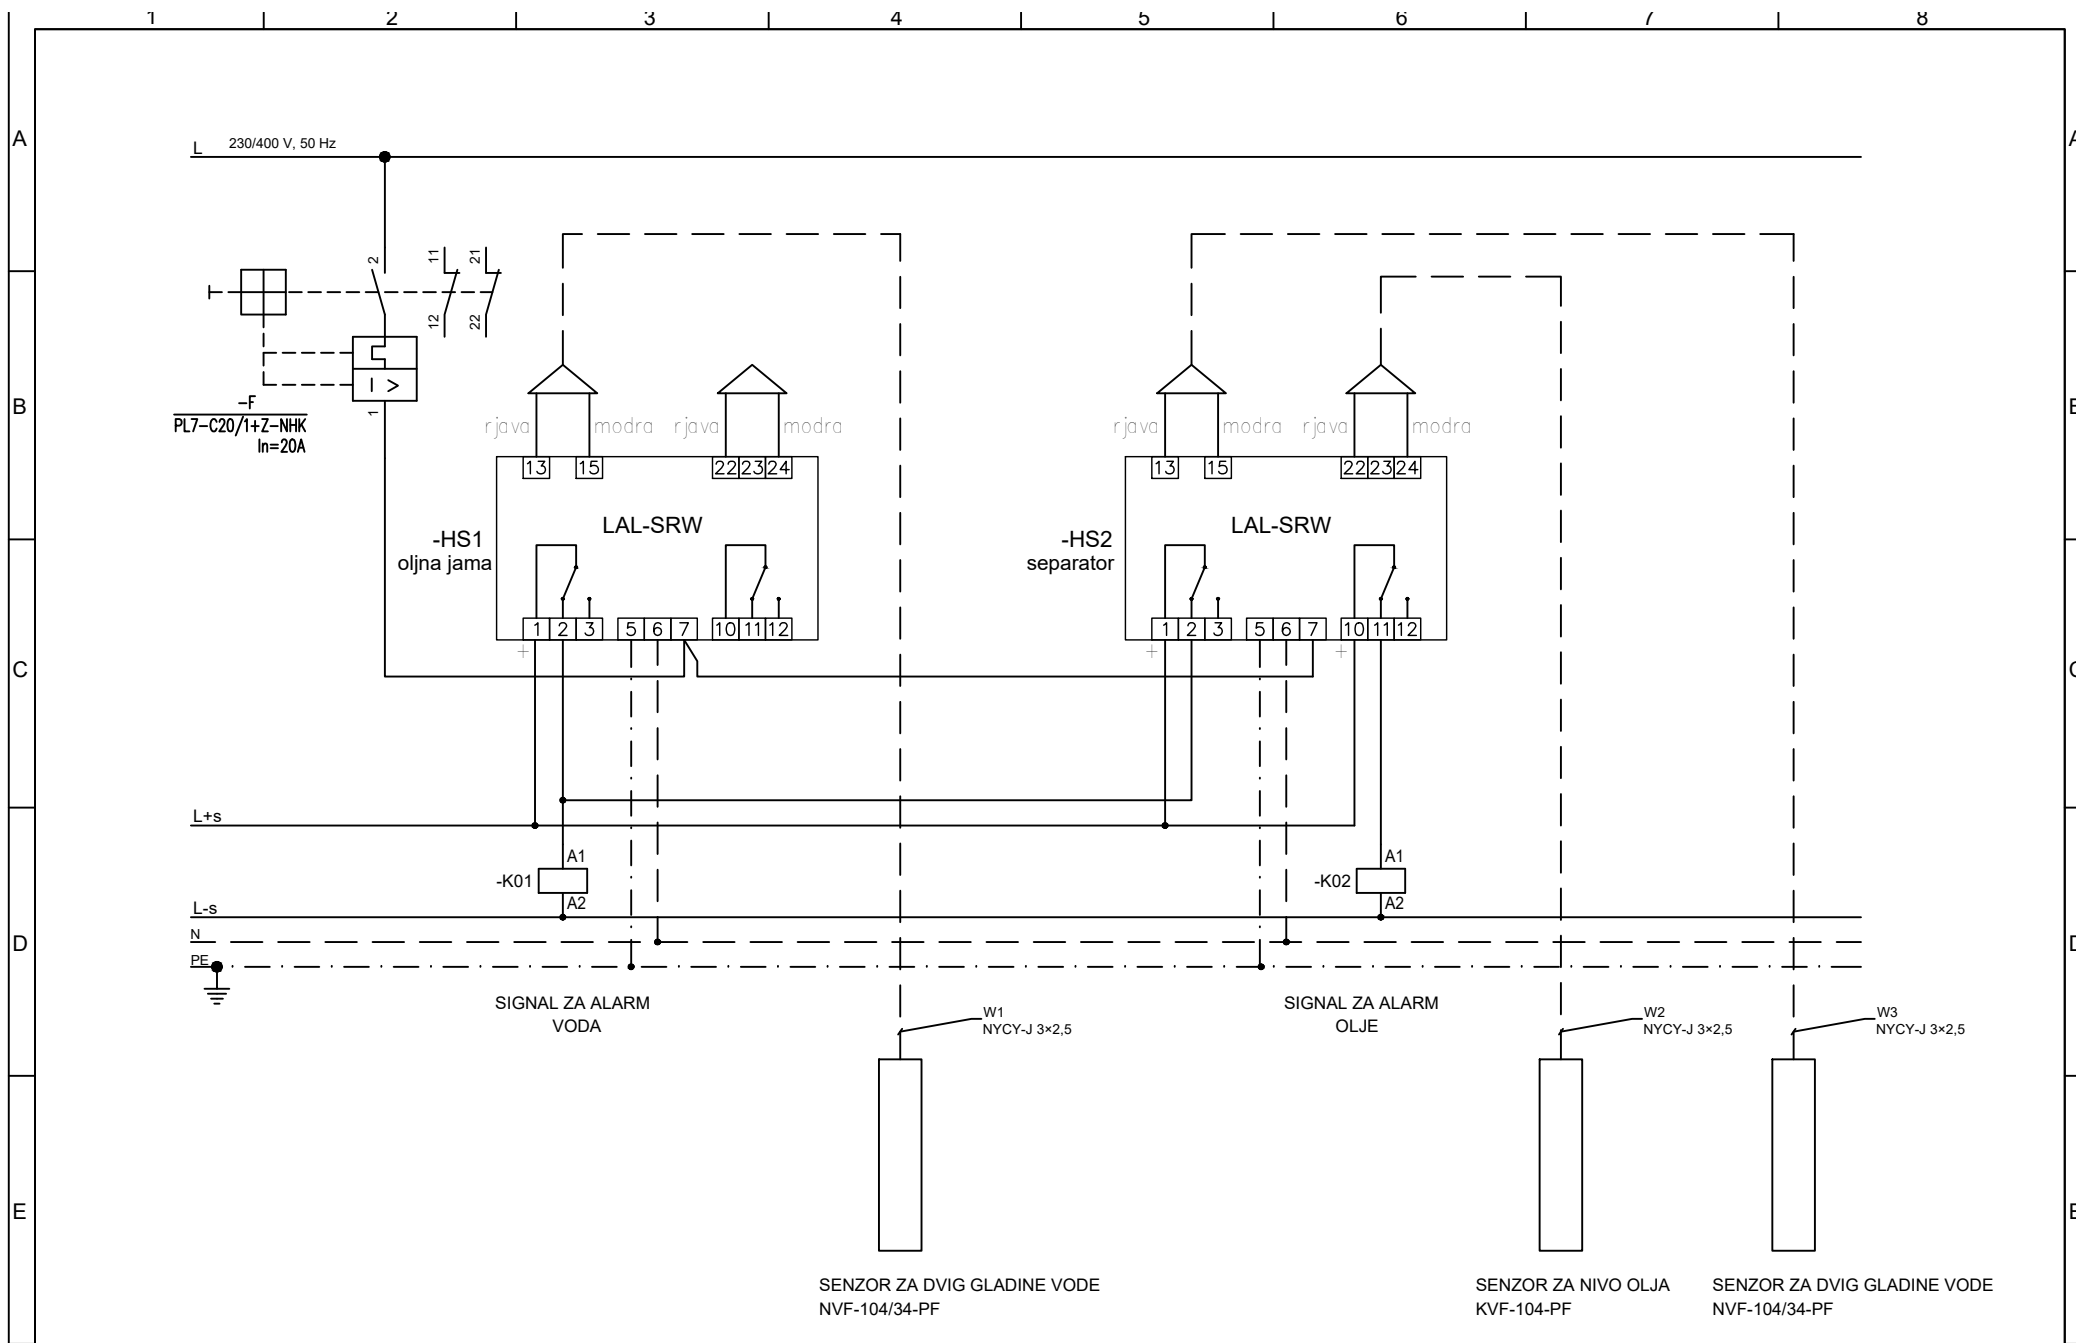 1 2 3 4 5 6 7 8
A
L 230/400 V, 50 Hz
2 11 21
12 22
I >
1
B
-F
PL7-C20/1+Z-NHK
In=20A
rjava modra rjava modra rjava modra rjava modra
13 15 22 23 24 13 15 22 23 24
LAL-SRW LAL-SRW
-HS1 -HS2
oljna jama separator
1 2 3 5 6 7 10 11 12 1 2 3 5 6 7 10 11 12
+ + +
C
L+s
A1 A1
-K01 -K02
A2 A2
L-s
N
D
PE
SIGNAL ZA ALARM
VODA
SIGNAL ZA ALARM
OLJE
W1
NYCY-J 3×2,5
W2
NYCY-J 3×2,5
W3
NYCY-J 3×2,5
E
SENZOR ZA DVIG GLADINE VODE
NVF-104/34-PF
SENZOR ZA NIVO OLJA
KVF-104-PF
SENZOR ZA DVIG GLADINE VODE
NVF-104/34-PF